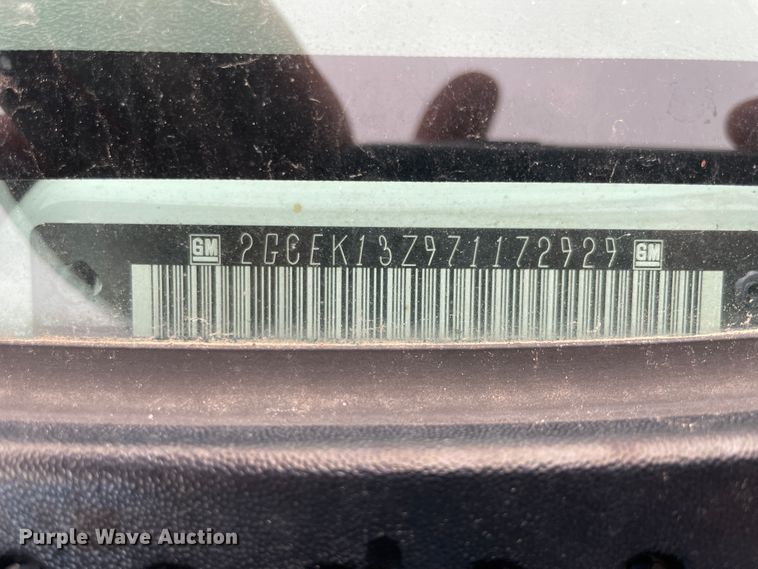 GM 2GCEK13Z971172929 GM
Purple Wave Auction